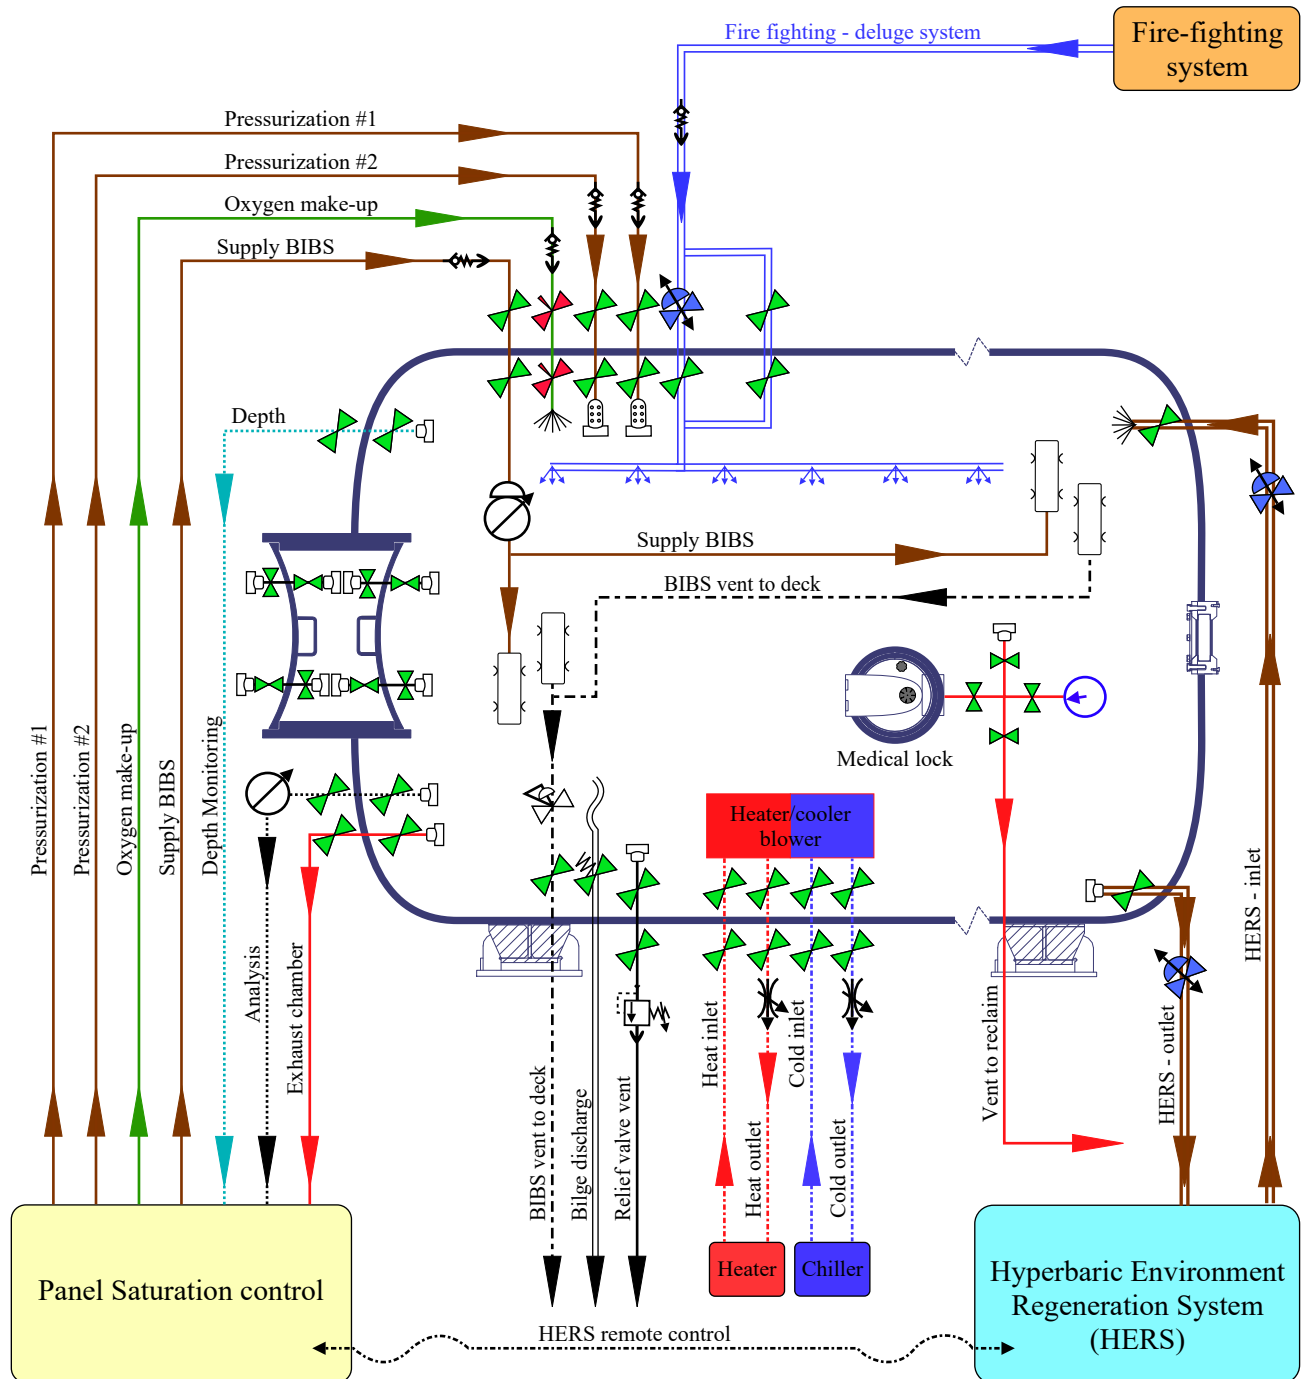 Fire fighting - deluge system
Fire-fighting
system
Pressurization #1
Pressurization #2
Oxygen make-up
Supply BIBS
Depth
Supply BIBS
BIBS vent to deck
Medical lock
Heater/cooler
blower
Pressurization #1
Pressurization #2
Oxygen make-up
Supply BIBS
Depth Monitoring
Analysis
Exhaust chamber
BIBS vent to deck
Bilge discharge
Relief valve vent
Heat inlet
Heat outlet
Cold inlet
Cold outlet
Vent to reclaim
HERS - outlet
HERS - inlet
Panel Saturation control
Heater
Chiller
Hyperbaric Environment
Regeneration System
(HERS)
HERS remote control